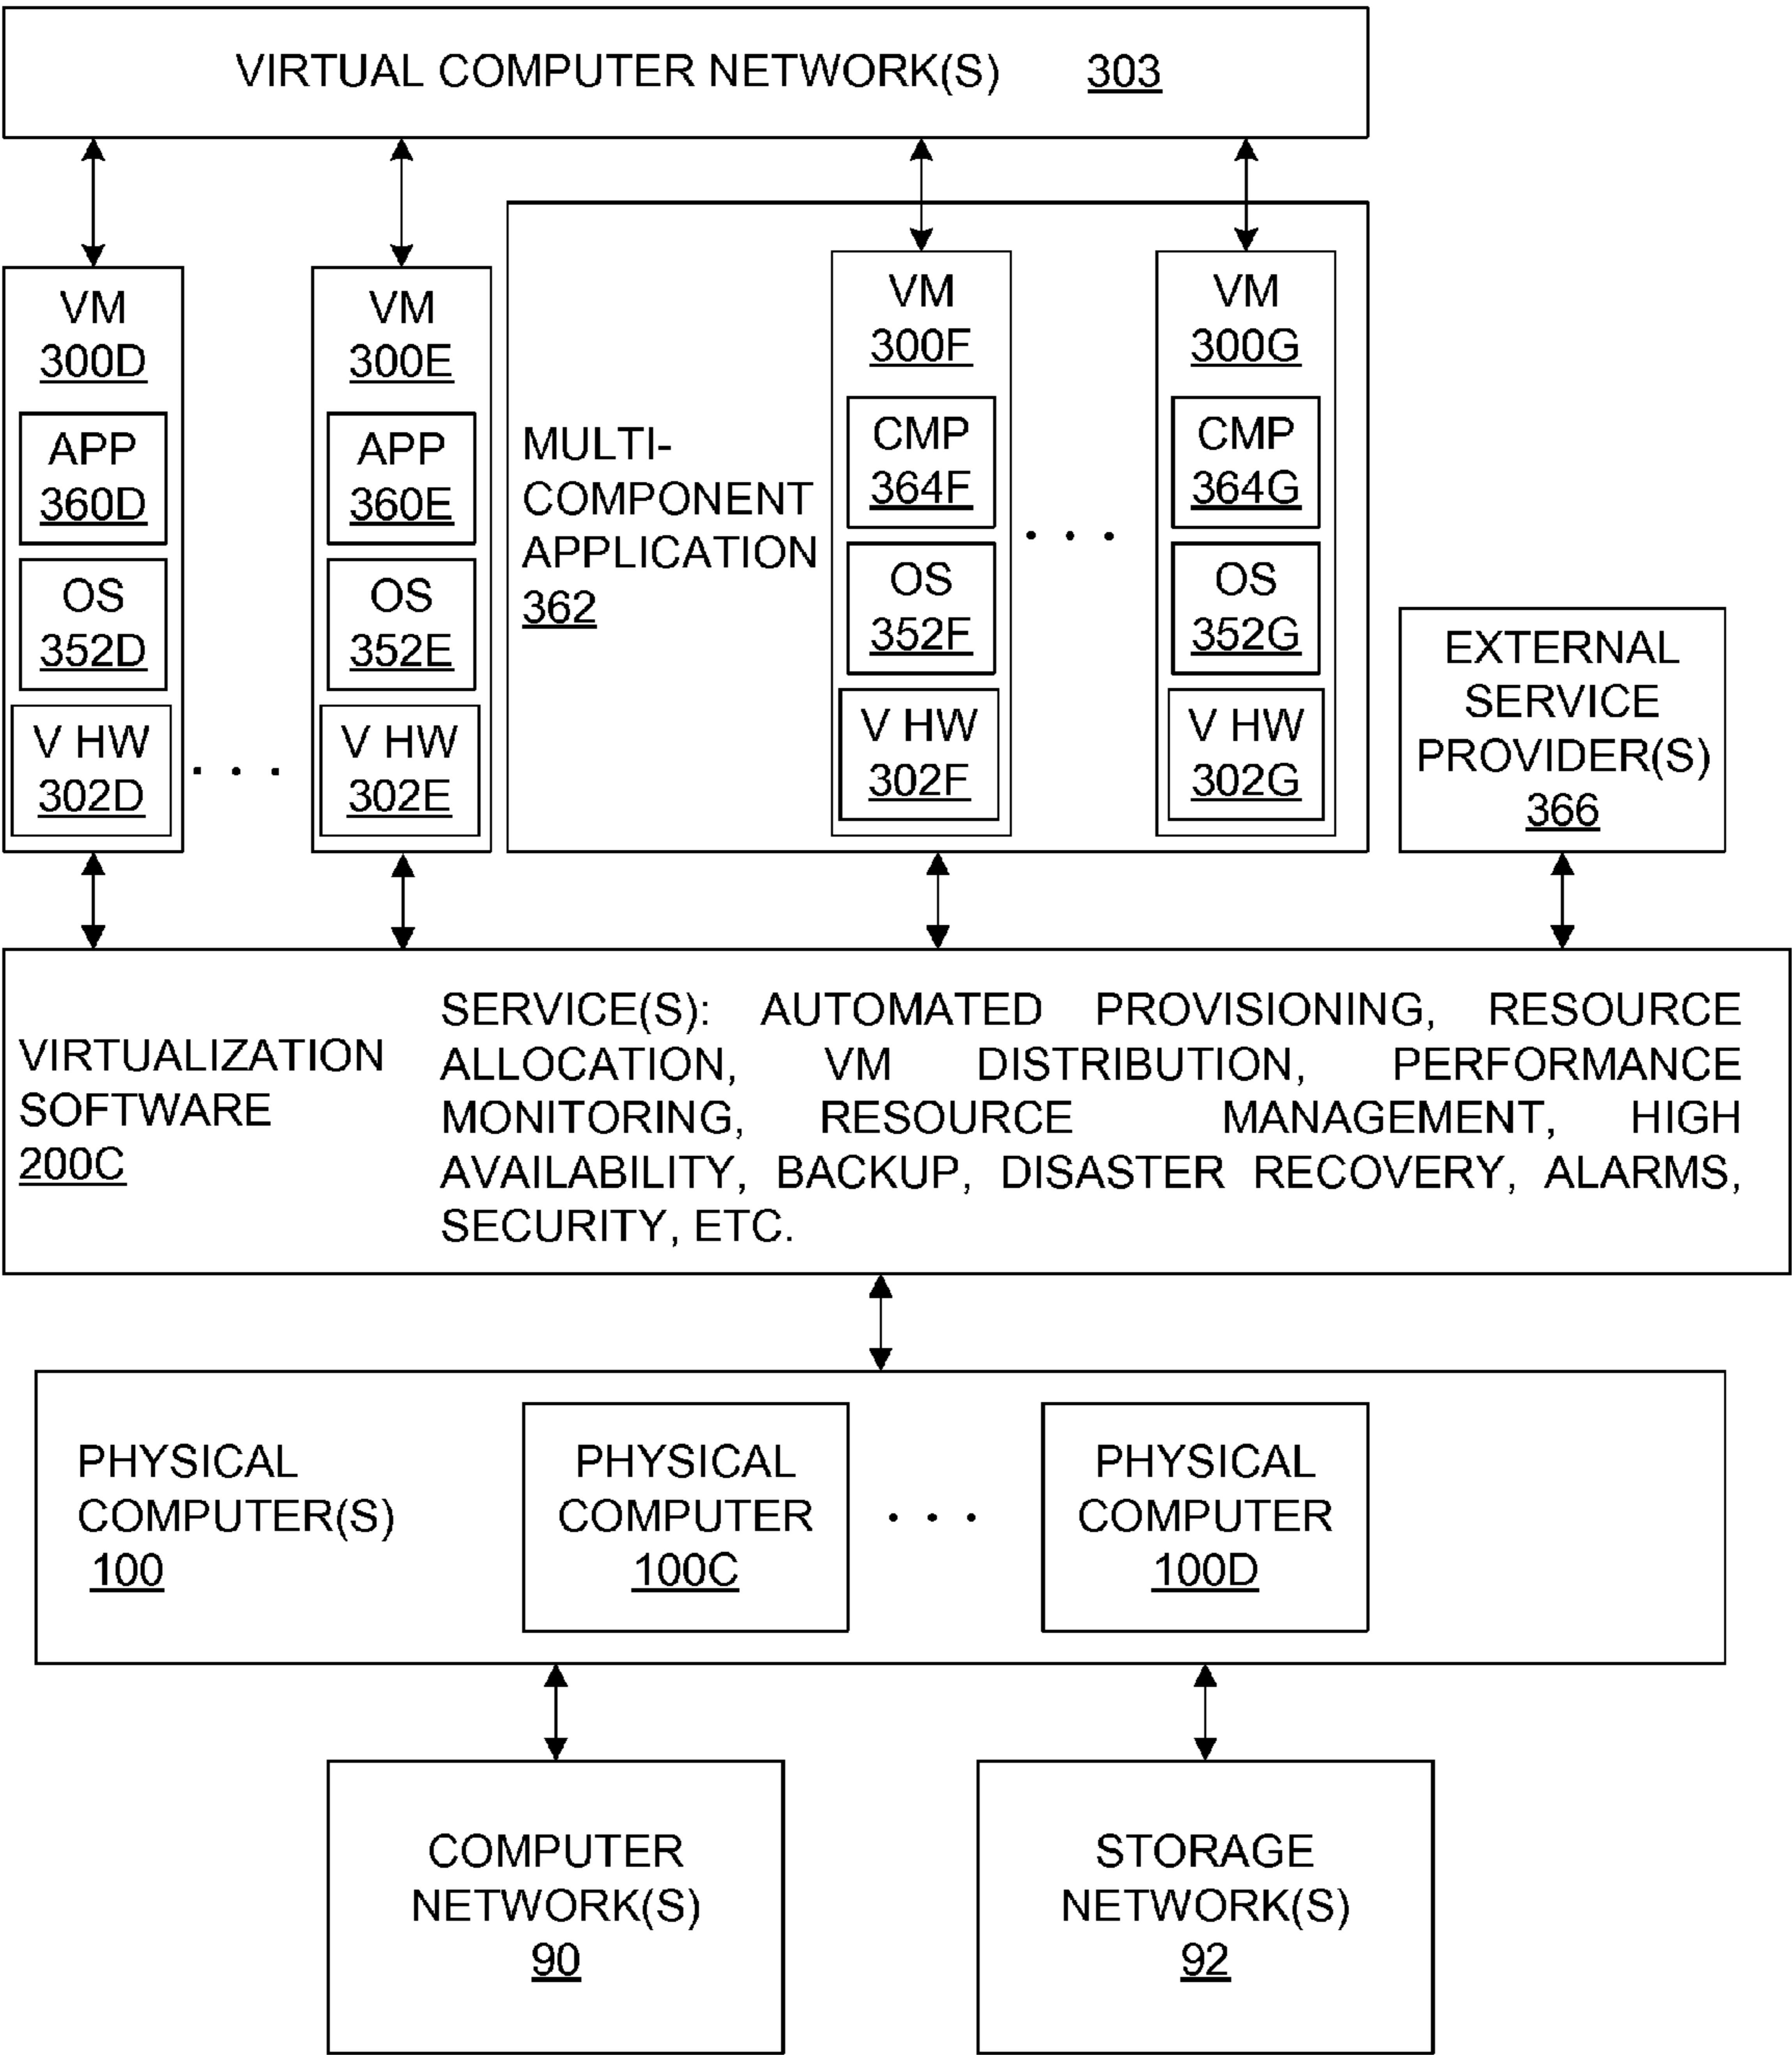 VIRTUAL COMPUTER NETWORK(S) 303
VM
300D
APP
360D
OS
352D
V HW
302D
. . .
VM
300E
APP
360E
OS
352E
V HW
302E
MULTI-
COMPONENT
APPLICATION
362
VM
300F
CMP
364F
OS
352F
V HW
302F
. . .
VM
300G
CMP
364G
OS
352G
V HW
302G
EXTERNAL
SERVICE
PROVIDER(S)
366
VIRTUALIZATION
SOFTWARE
200C
SERVICE(S): AUTOMATED PROVISIONING, RESOURCE
ALLOCATION, VM DISTRIBUTION, PERFORMANCE
MONITORING, RESOURCE MANAGEMENT, HIGH
AVAILABILITY, BACKUP, DISASTER RECOVERY, ALARMS,
SECURITY, ETC.
PHYSICAL
COMPUTER(S)
100
PHYSICAL
COMPUTER
100C
. . .
PHYSICAL
COMPUTER
100D
COMPUTER
NETWORK(S)
90
STORAGE
NETWORK(S)
92